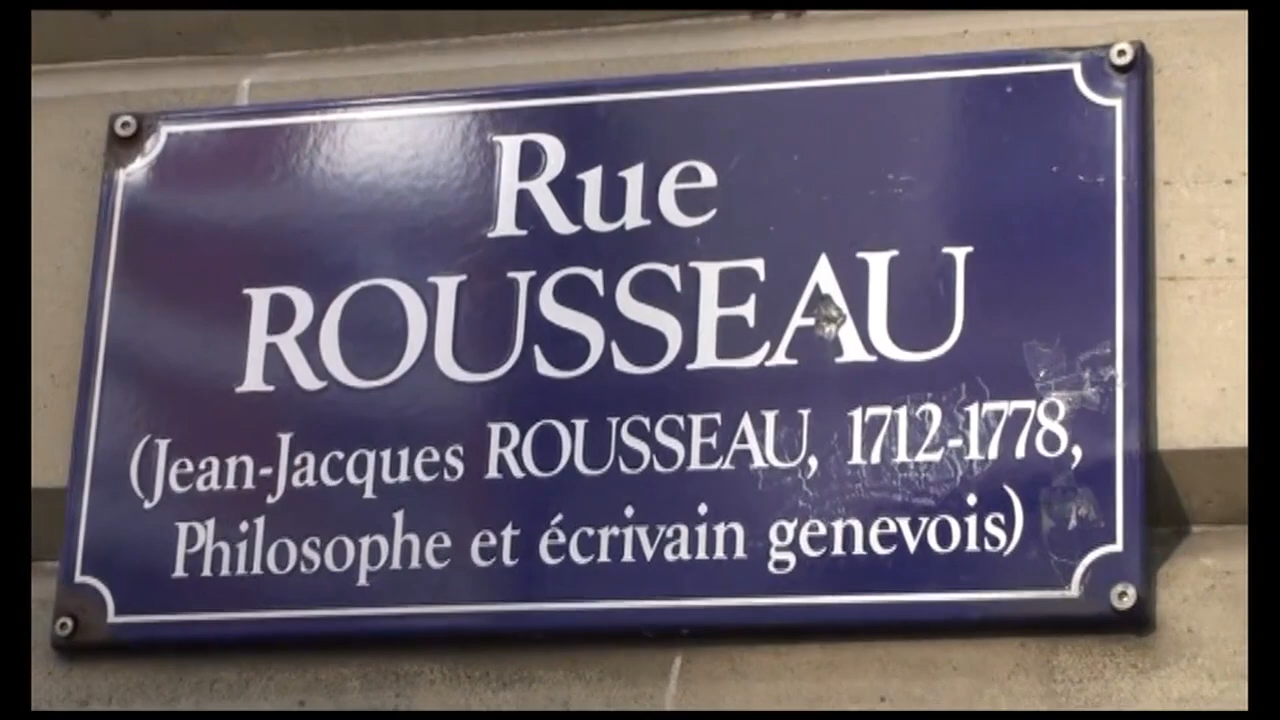 Rue
ROUSSEAU
(Jean-Jacques ROUSSEAU, 1712-1778,
Philosophe et écrivain genevois)